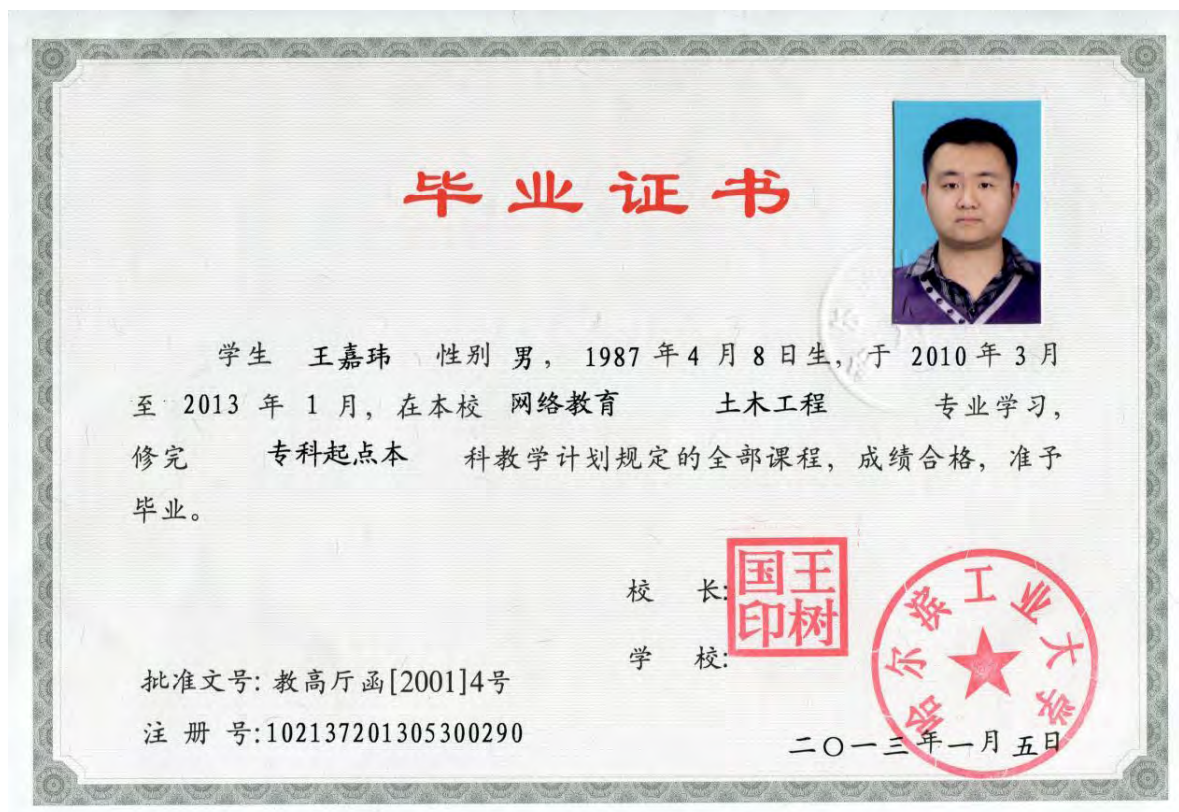 毕业证书
学生 王嘉玮 性别 男， 1987 年 4 月 8 日生，于 2010 年 3 月
至 2013 年 1 月，在本校 网络教育 土木工程 专业学习，
修完 专科起点本 科教学计划规定的全部课程，成绩合格，准予
毕业。
校 长:
王树国印
学 校:
哈尔滨工业大学
批准文号: 教高厅函[2001]4号
注 册 号:102137201305300290
二〇一三年一月五日